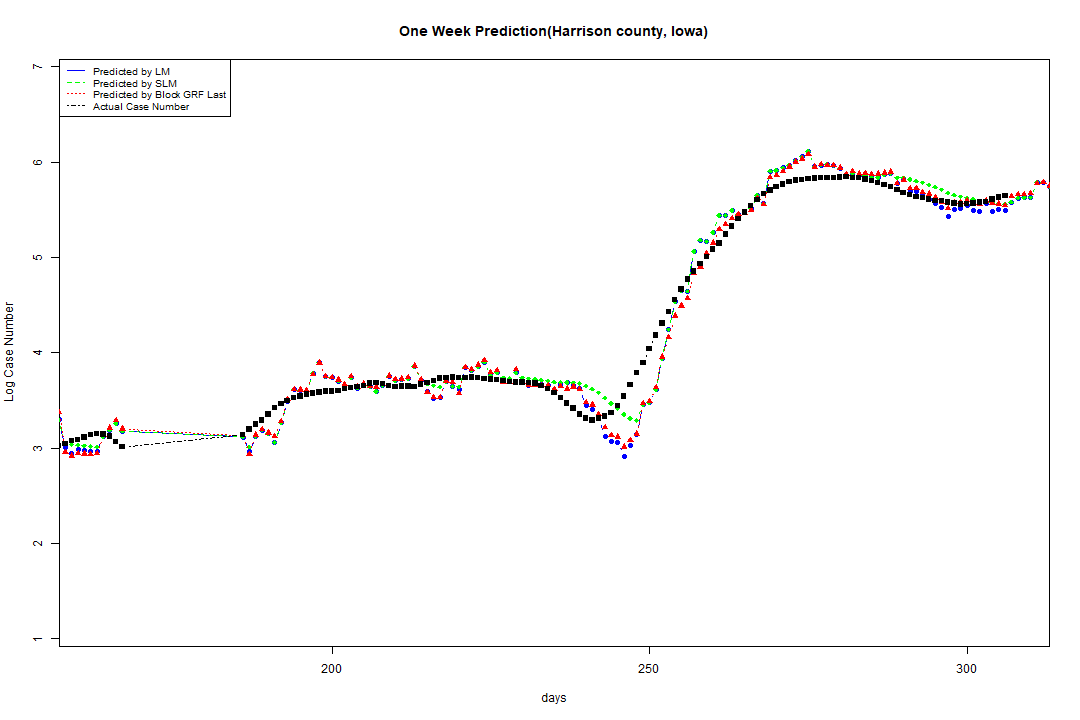 One Week Prediction(Harrison county, Iowa)
Predicted by LM
Predicted by SLM
Predicted by Block GRF Last
Actual Case Number
7
6
5
4
3
2
1
Log Case Number
200
250
300
days